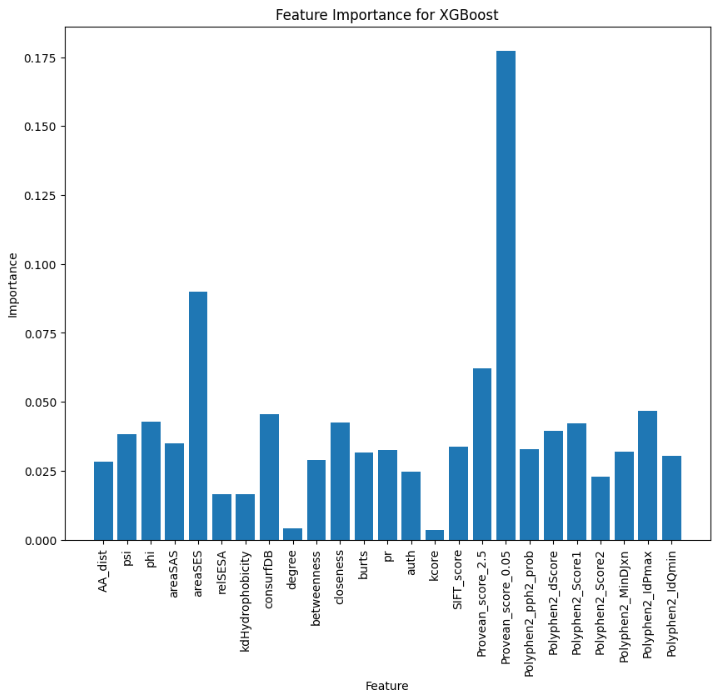 Feature Importance for XGBoost
Importance
0.175
0.150
0.125
0.100
0.075
0.050
0.025
0.000
AA_dist
psi
phi
areaSAS
areaSES
relSESA
kdHydrophobicity
consurfDB
degree
betweenness
closeness
burts
pr
auth
kcore
SIFT_score
Provean_score_2.5
Provean_score_0.05
Polyphen2_pph2_prob
Polyphen2_dScore
Polyphen2_Score1
Polyphen2_Score2
Polyphen2_MinDJxn
Polyphen2_IdPmax
Polyphen2_IdQmin
Feature